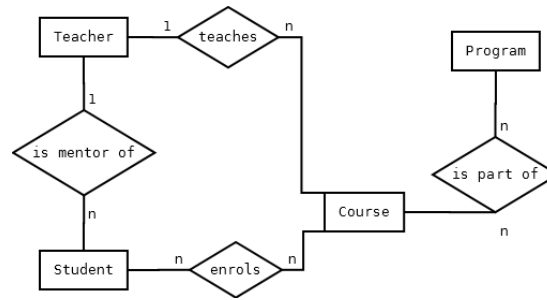 Teacher
1
teaches
n
Program
1
n
is mentor of
is part of
n
Course
n
Student
n
enrols
n